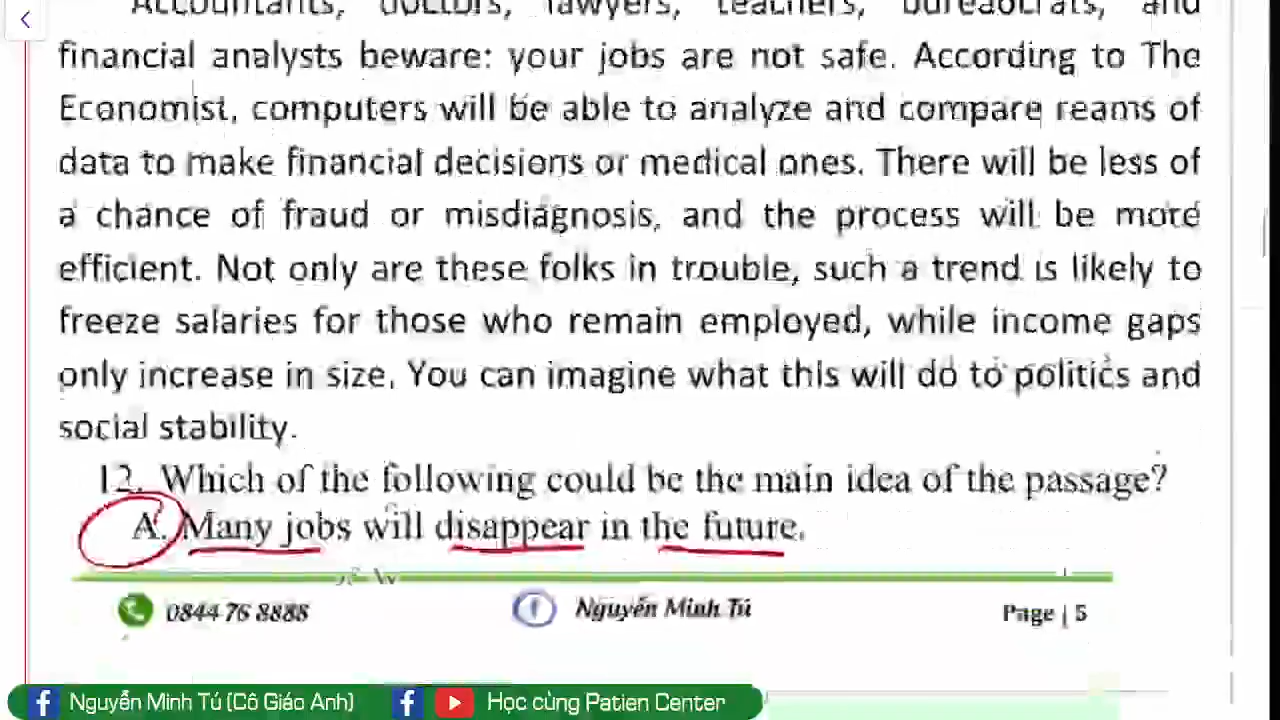 Accountants, doctors, lawyers, teachers, bureaucrats, and
financial analysts beware: your jobs are not safe. According to The
Economist, computers will be able to analyze and compare reams of
data to make financial decisions or medical ones. There will be less of
a chance of fraud or misdiagnosis, and the process will be more
efficient. Not only are these folks in trouble, such a trend is likely to
freeze salaries for those who remain employed, while income gaps
only increase in size. You can imagine what this will do to politics and
social stability.
12. Which of the following could be the main idea of the passage?
A. Many jobs will disappear in the future.
0844 76 8888 Nguyễn Minh Tú Page | 5
Nguyễn Minh Tú (Cô Giáo Anh) Học cùng Patien Center